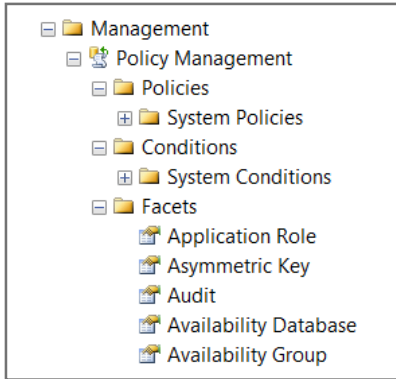 Management
Policy Management
Policies
System Policies
Conditions
System Conditions
Facets
Application Role
Asymmetric Key
Audit
Availability Database
Availability Group